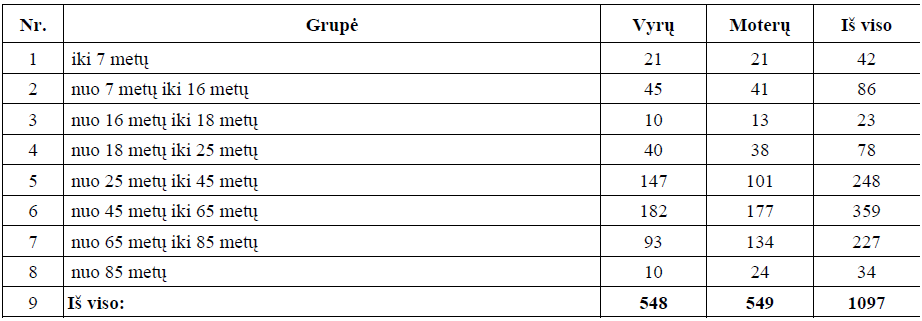 Nr. Grupė Vyrų Moterų Iš viso
1 iki 7 metų 21 21 42
2 nuo 7 metų iki 16 metų 45 41 86
3 nuo 16 metų iki 18 metų 10 13 23
4 nuo 18 metų iki 25 metų 40 38 78
5 nuo 25 metų iki 45 metų 147 101 248
6 nuo 45 metų iki 65 metų 182 177 359
7 nuo 65 metų iki 85 metų 93 134 227
8 nuo 85 metų 10 24 34
9 Iš viso: 548 549 1097